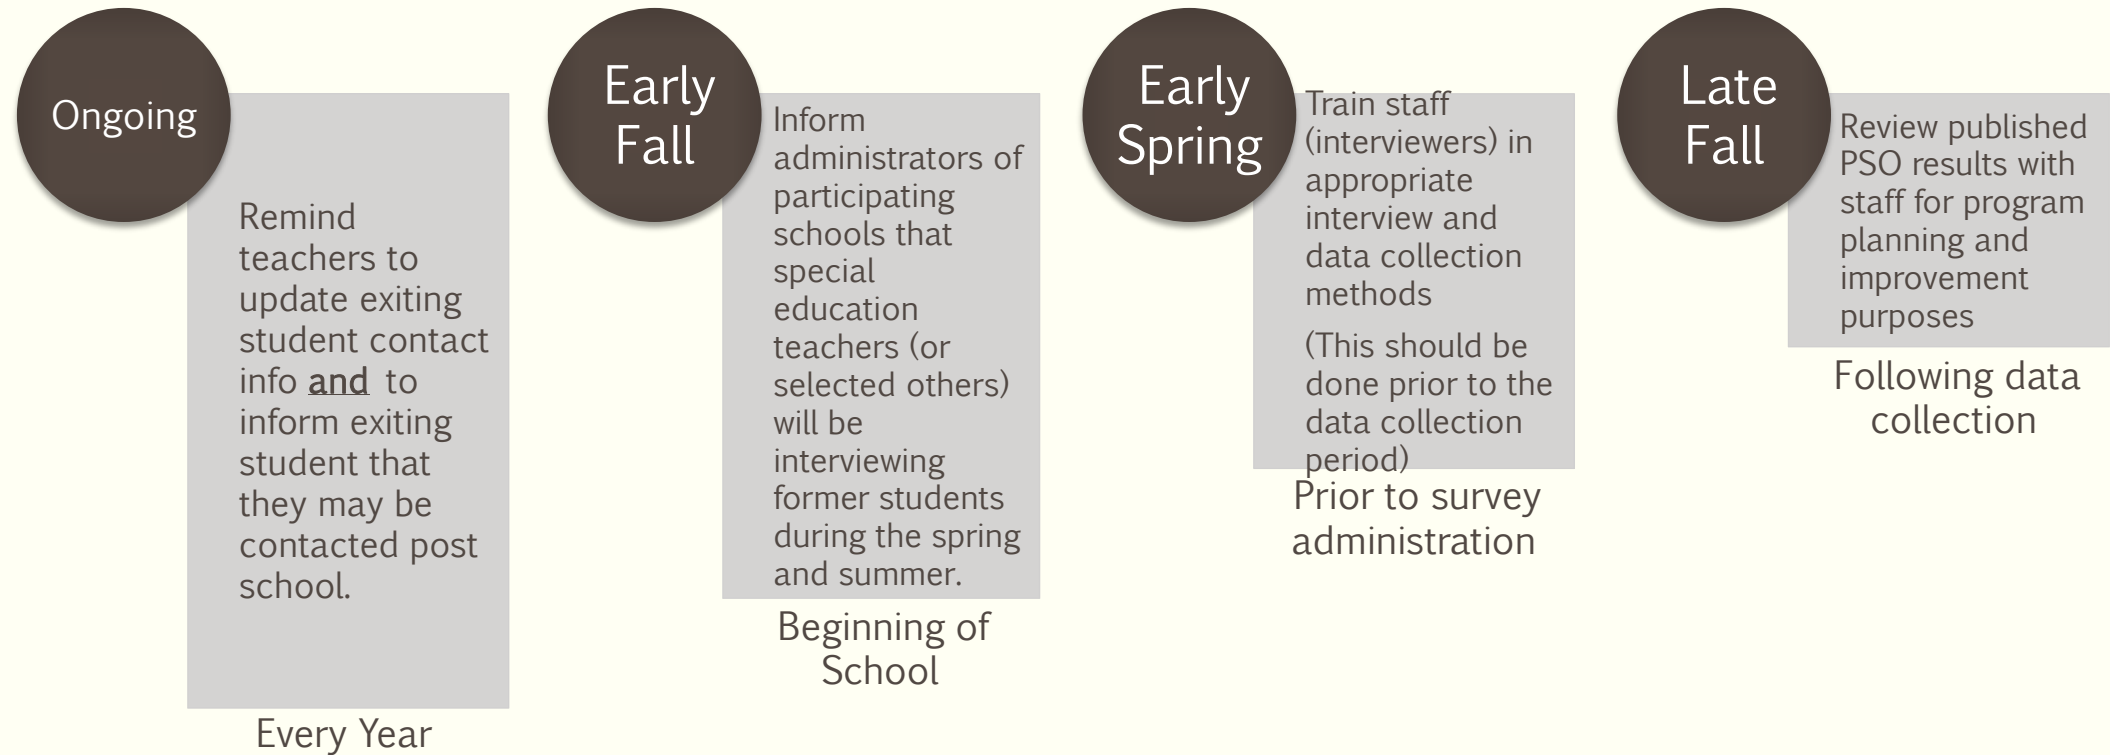 Ongoing
Remind
teachers to
update exiting
student contact
info and to
inform exiting
student that
they may be
contacted post
school.
Every Year
Early
Fall
Inform
administrators of
participating
schools that
special
education
teachers (or
selected others)
will be
interviewing
former students
during the spring
and summer.
Beginning of
School
Early
Spring
Train staff
(interviewers) in
appropriate
interview and
data collection
methods
(This should be
done prior to the
data collection
period)
Prior to survey
administration
Late
Fall
Review published
PSO results with
staff for program
planning and
improvement
purposes
Following data
collection